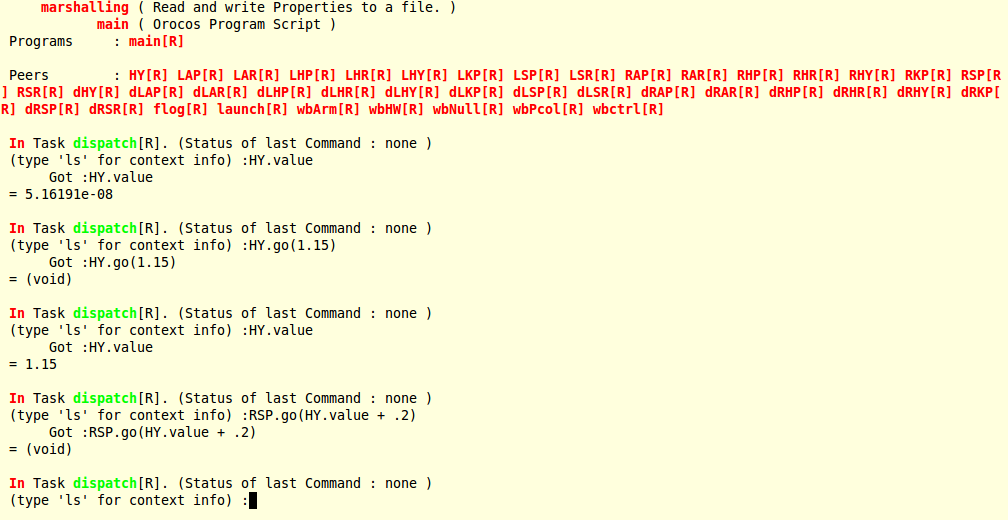 marshalling ( Read and write Properties to a file. )
main ( Orocos Program Script )
Programs : main[R]
Peers : HY[R] LAP[R] LAR[R] LHP[R] LHR[R] LHY[R] LKP[R] LSP[R] LSR[R] RAP[R] RAR[R] RHP[R] RHR[R] RHY[R] RKP[R] RSP[R
] RSR[R] dHY[R] dLAP[R] dLAR[R] dLHP[R] dLHR[R] dLHY[R] dLKP[R] dLSP[R] dLSR[R] dRAP[R] dRAR[R] dRHP[R] dRHR[R] dRHY[R] dRKP[
R] dRSP[R] dRSR[R] flog[R] launch[R] wbArm[R] wbHW[R] wbNull[R] wbPcol[R] wbctrl[R]
In Task dispatch[R]. (Status of last Command : none )
(type 'ls' for context info) :HY.value
Got :HY.value
= 5.16191e-08
In Task dispatch[R]. (Status of last Command : none )
(type 'ls' for context info) :HY.go(1.15)
Got :HY.go(1.15)
= (void)
In Task dispatch[R]. (Status of last Command : none )
(type 'ls' for context info) :HY.value
Got :HY.value
= 1.15
In Task dispatch[R]. (Status of last Command : none )
(type 'ls' for context info) :RSP.go(HY.value + .2)
Got :RSP.go(HY.value + .2)
= (void)
In Task dispatch[R]. (Status of last Command : none )
(type 'ls' for context info) :